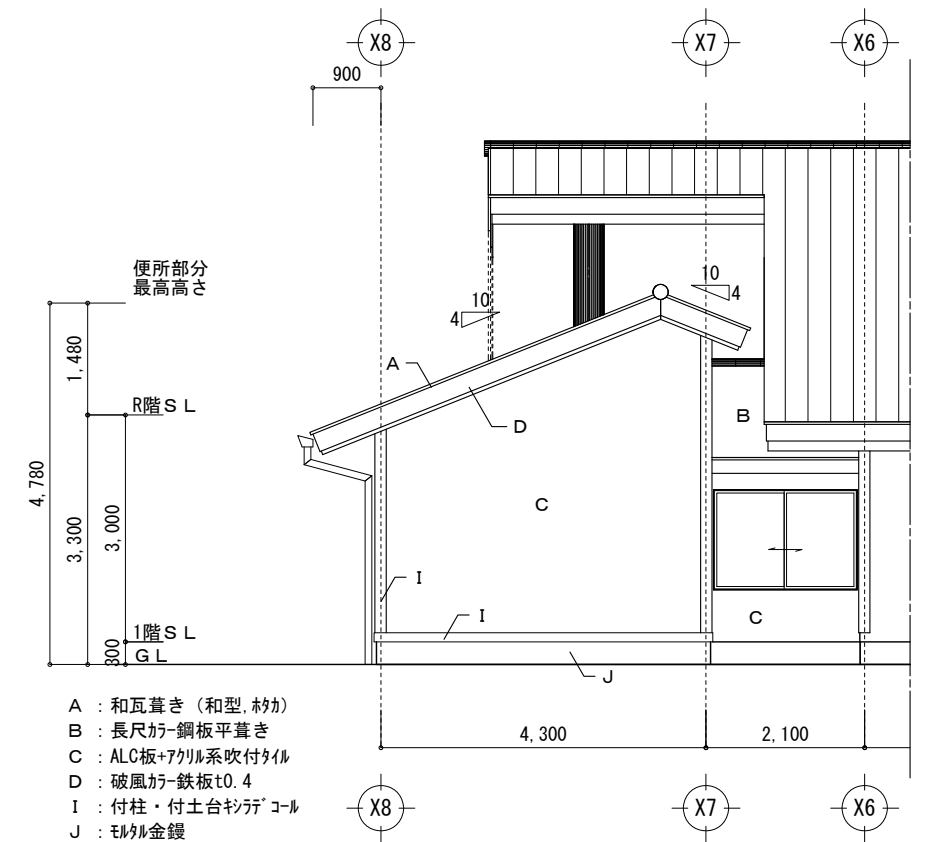 X8
X7
X6
900
便所部分
最高高さ
10
4
10
4
1,480
A
R階ＳＬ
D
B
4,780
3,300
3,000
C
I
I
C
1階ＳＬ
300
ＧＬ
J
A : 和瓦葺き (和型,ﾎﾀｶ)
B : 長尺ｶﾗｰ鋼板平葺き
C : ALC板+ｱｸﾘﾙ系吹付ﾀｲﾙ
D : 破風ｶﾗｰ鉄板t0.4
I : 付柱・付土台ｷｼﾗﾃﾞｺｰﾙ
J : ﾓﾙﾀﾙ金鏝
4,300
2,100
X8
X7
X6